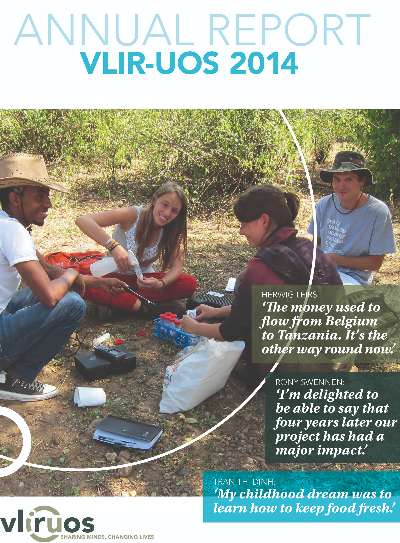 ANNUAL REPORT
VLIR-UOS 2014
HERWIG LEIRS:
'The money used to
flow from Belgium
to Tanzania. It's the
other way round now.'
RONY SWENNEN:
'I'm delighted to
be able to say that
four years later our
project has had a
major impact.'
TRAN THI DINH:
'My childhood dream was to
learn how to keep food fresh.'
vliruos
SHARING MINDS, CHANGING LIVES